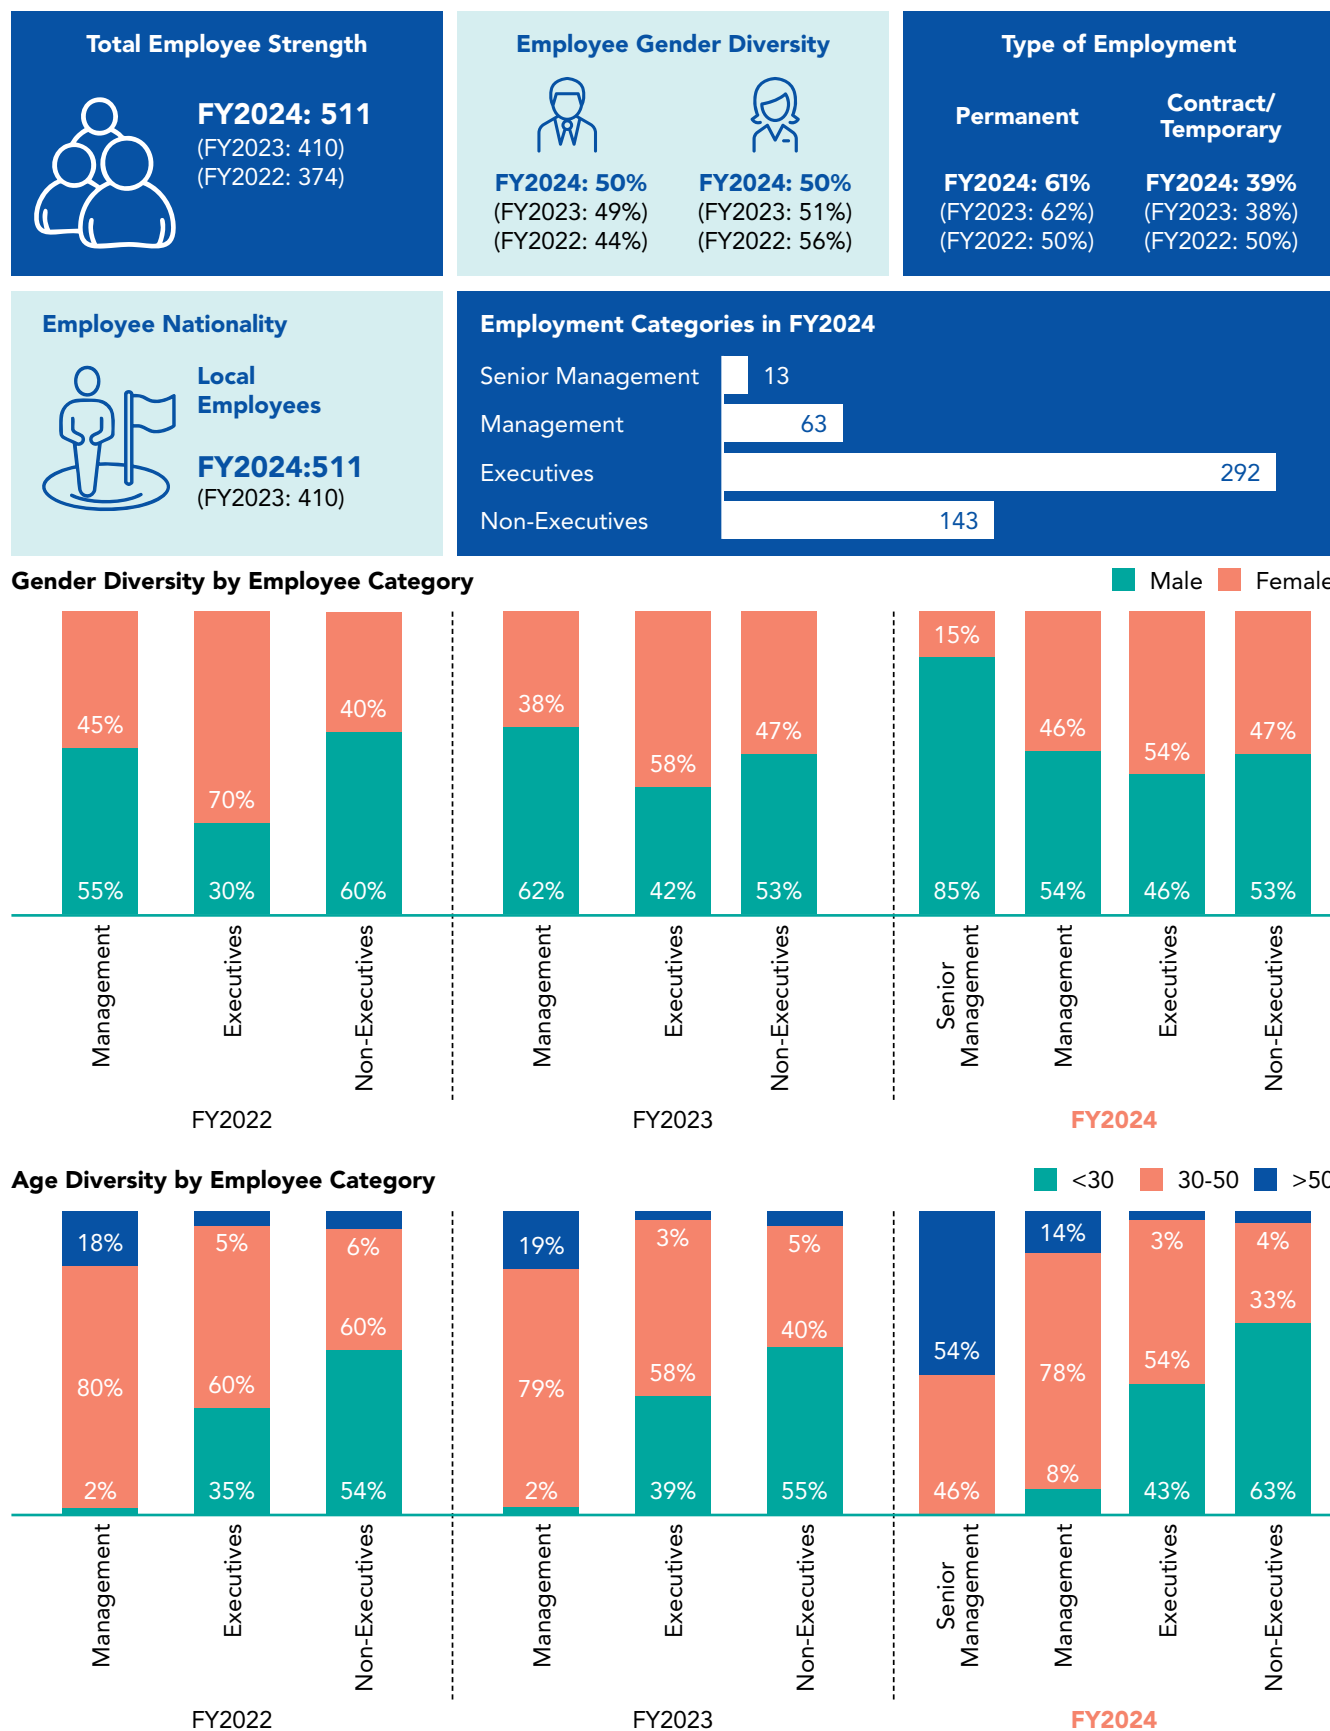 Total Employee Strength
FY2024: 511
(FY2023: 410)
(FY2022: 374)
Employee Gender Diversity
FY2024: 50%
(FY2023: 49%)
(FY2022: 44%)
FY2024: 50%
(FY2023: 51%)
(FY2022: 56%)
Type of Employment
Permanent
FY2024: 61%
(FY2023: 62%)
(FY2022: 50%)
Contract/
Temporary
FY2024: 39%
(FY2023: 38%)
(FY2022: 50%)
Employee Nationality
Local
Employees
FY2024:511
(FY2023: 410)
Employment Categories in FY2024
Senior Management 13
Management 63
Executives 292
Non-Executives 143
Gender Diversity by Employee Category
Male Female
45%
55%
Management
70%
30%
Executives
40%
60%
Non-Executives
FY2022
38%
62%
Management
58%
42%
Executives
47%
53%
Non-Executives
FY2023
15%
85%
Senior
Management
46%
54%
Management
54%
46%
Executives
47%
53%
Non-Executives
FY2024
Age Diversity by Employee Category
<30 30-50 >50
18%
80%
2%
Management
5%
60%
35%
Executives
6%
60%
54%
Non-Executives
FY2022
19%
79%
2%
Management
3%
58%
39%
Executives
5%
40%
55%
Non-Executives
FY2023
54%
46%
Senior
Management
14%
78%
8%
Management
3%
54%
43%
Executives
4%
33%
63%
Non-Executives
FY2024